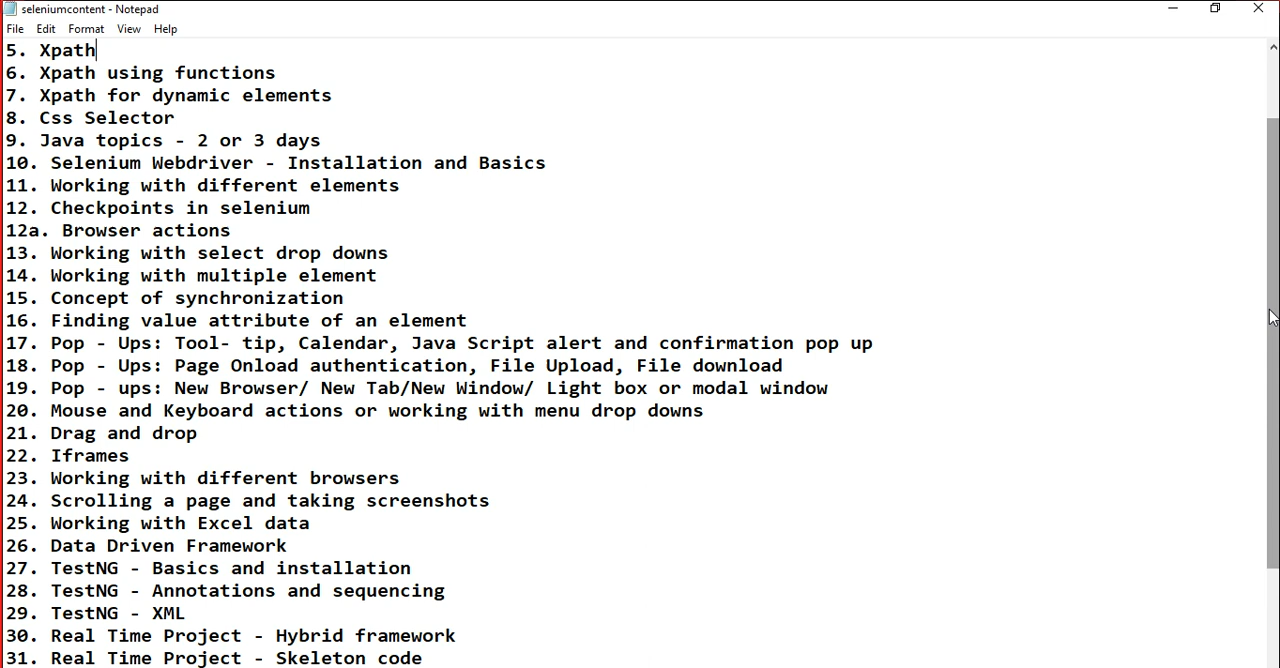 seleniumcontent - Notepad
File Edit Format View Help
5. Xpath
6. Xpath using functions
7. Xpath for dynamic elements
8. Css Selector
9. Java topics - 2 or 3 days
10. Selenium Webdriver - Installation and Basics
11. Working with different elements
12. Checkpoints in selenium
12a. Browser actions
13. Working with select drop downs
14. Working with multiple element
15. Concept of synchronization
16. Finding value attribute of an element
17. Pop - Ups: Tool- tip, Calendar, Java Script alert and confirmation pop up
18. Pop - Ups: Page Onload authentication, File Upload, File download
19. Pop - ups: New Browser/ New Tab/New Window/ Light box or modal window
20. Mouse and Keyboard actions or working with menu drop downs
21. Drag and drop
22. Iframes
23. Working with different browsers
24. Scrolling a page and taking screenshots
25. Working with Excel data
26. Data Driven Framework
27. TestNG - Basics and installation
28. TestNG - Annotations and sequencing
29. TestNG - XML
30. Real Time Project - Hybrid framework
31. Real Time Project - Skeleton code